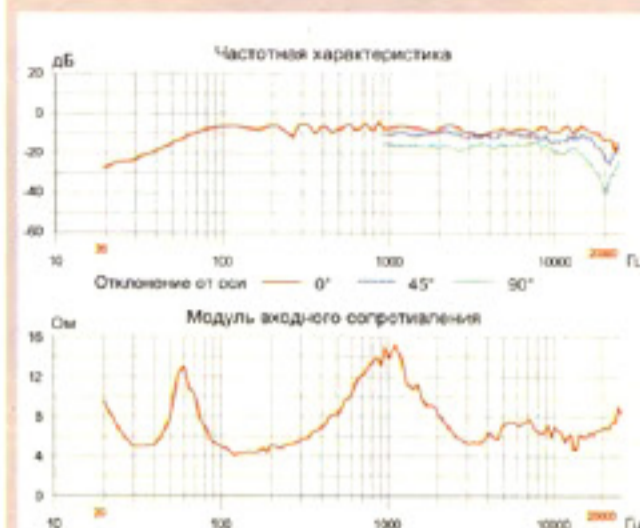 Частотная характеристика
дБ
20
0
-20
-40
-60
20
20000
10 100 1000 10000 Гц
Отклонение от оси 0° 45° 90°
Модуль входного сопротивления
Ом
16
12
8
4
0
20
20000
10 100 1000 10000 Гц